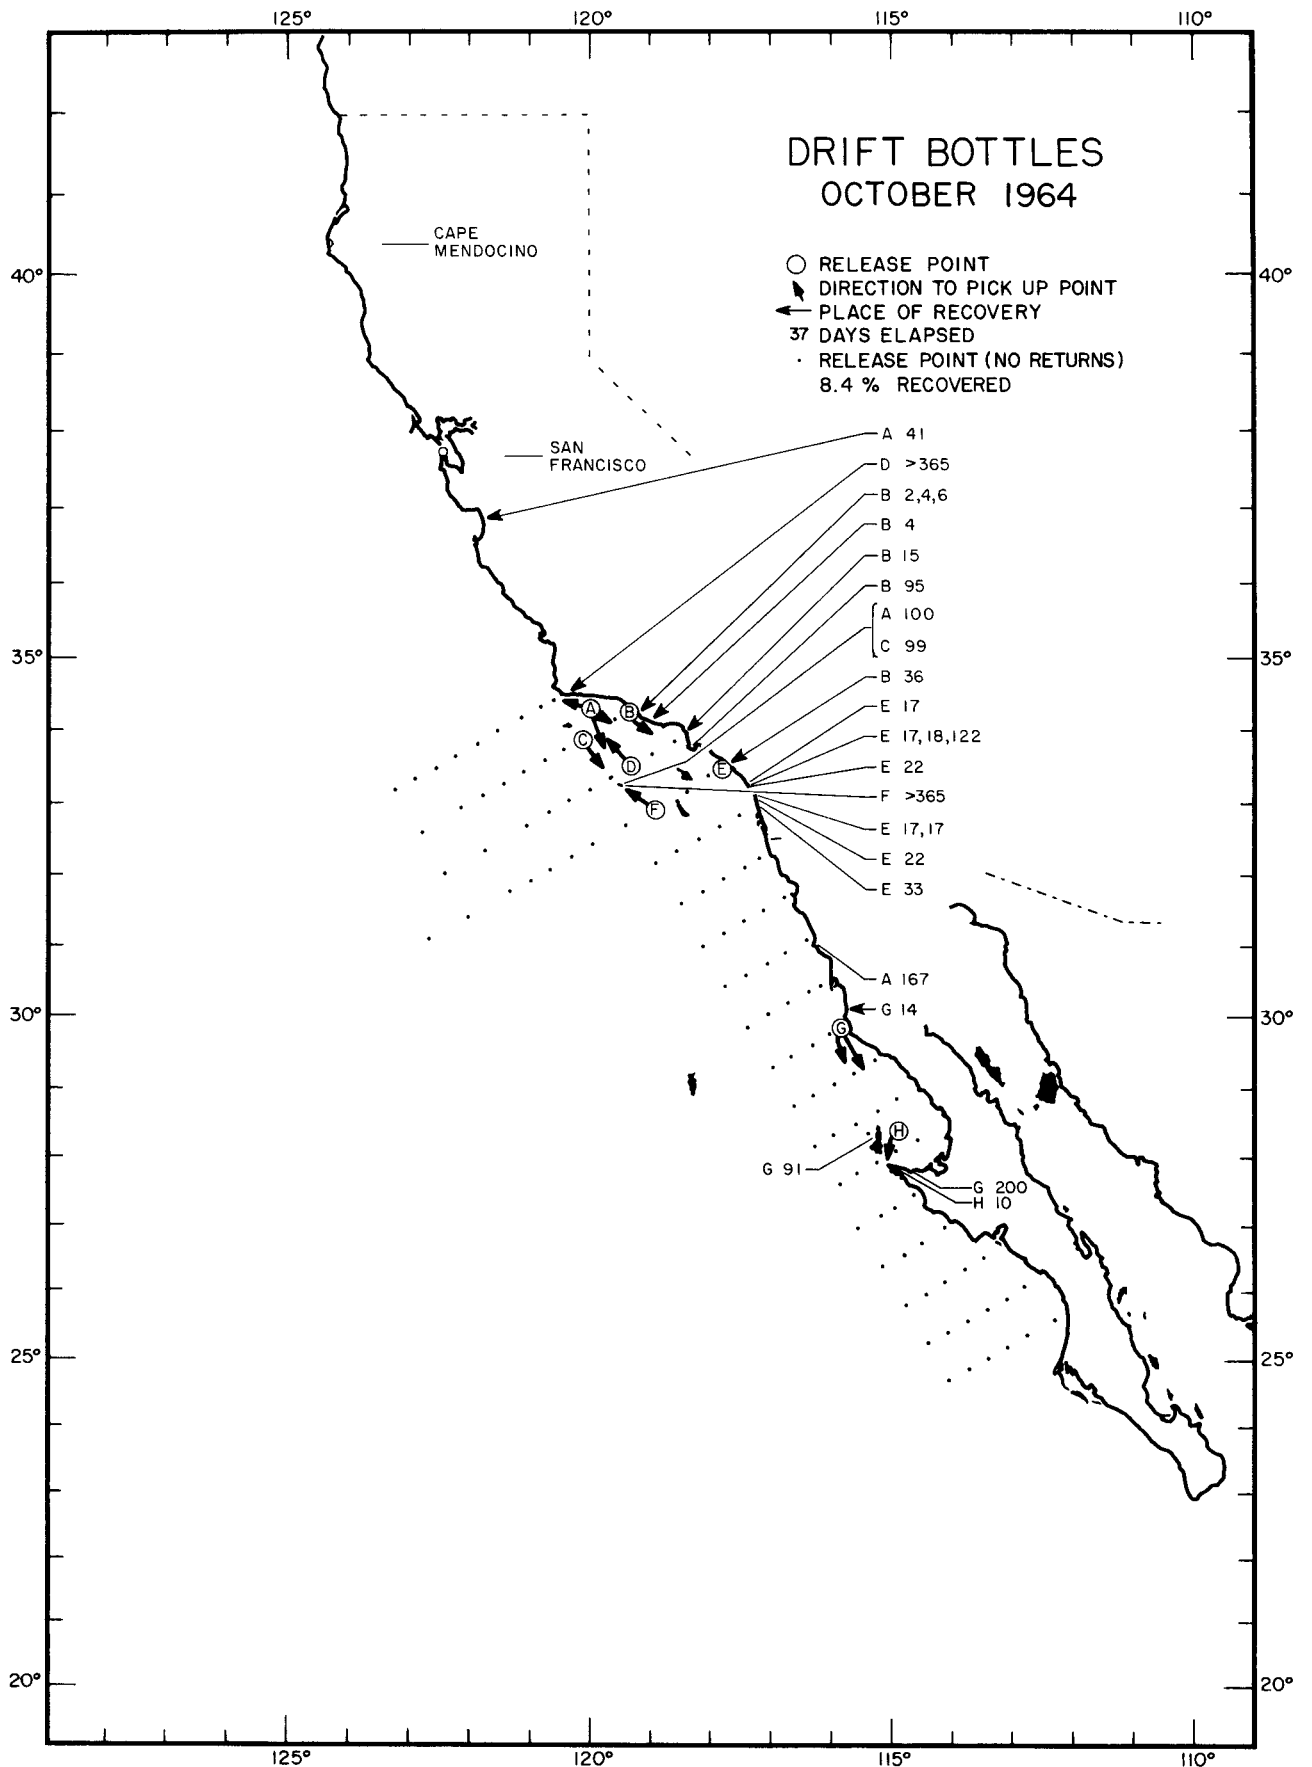 125° 120° 115° 110°
DRIFT BOTTLES
OCTOBER 1964
CAPE
MENDOCINO
RELEASE POINT
40° 40°
DIRECTION TO PICK UP POINT
PLACE OF RECOVERY
37 DAYS ELAPSED
RELEASE POINT (NO RETURNS)
8.4 % RECOVERED
A 41
SAN
FRANCISCO
D >365
B 2,4,6
B 4
B 15
B 95
A 100
C 99
35° 35°
B 36
E 17
E 17,18,122
E 22
F >365
E 17,17
E 22
E 33
A
B
C
D
E
F
A 167
G 14
30° 30°
G
H
G 91
G 200
H 10
25° 25°
20° 20°
125° 120° 115° 110°